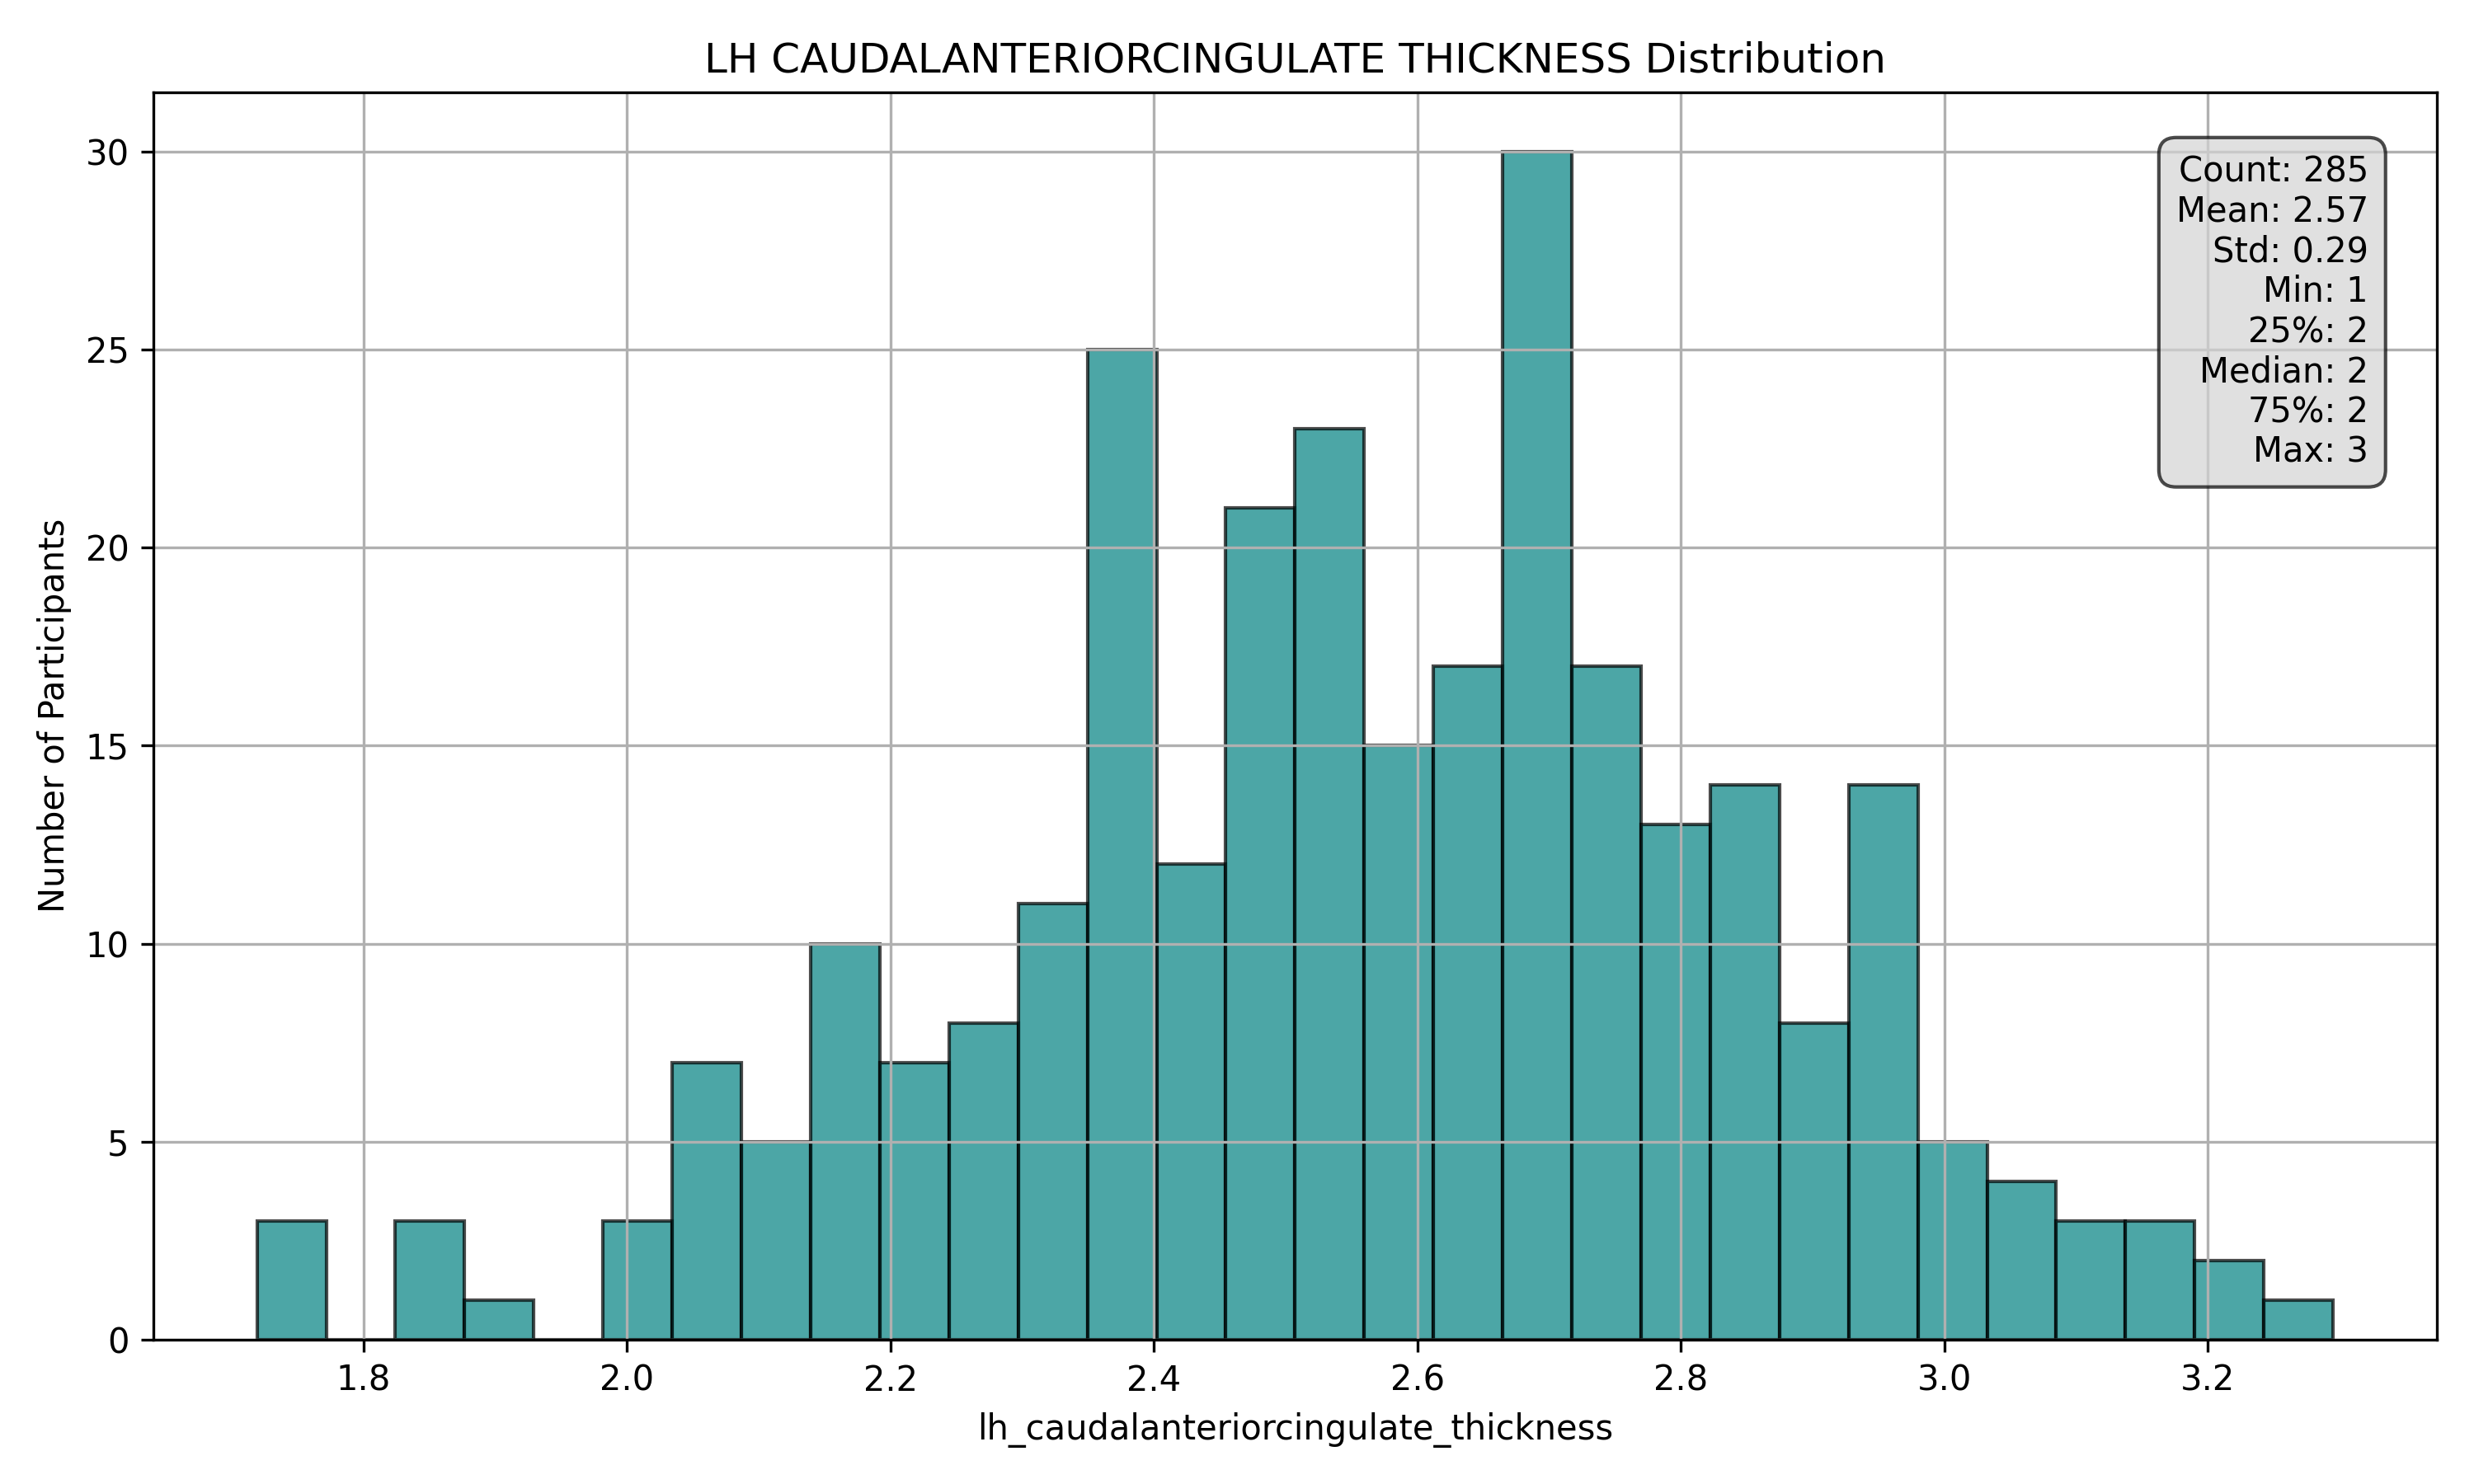 LH CAUDALANTERIORCINGULATE THICKNESS Distribution
Count: 285
Mean: 2.57
Std: 0.29
Min: 1
25%: 2
Median: 2
75%: 2
Max: 3
Number of Participants
30
25
20
15
10
5
0
1.8 2.0 2.2 2.4 2.6 2.8 3.0 3.2
lh_caudalanteriorcingulate_thickness